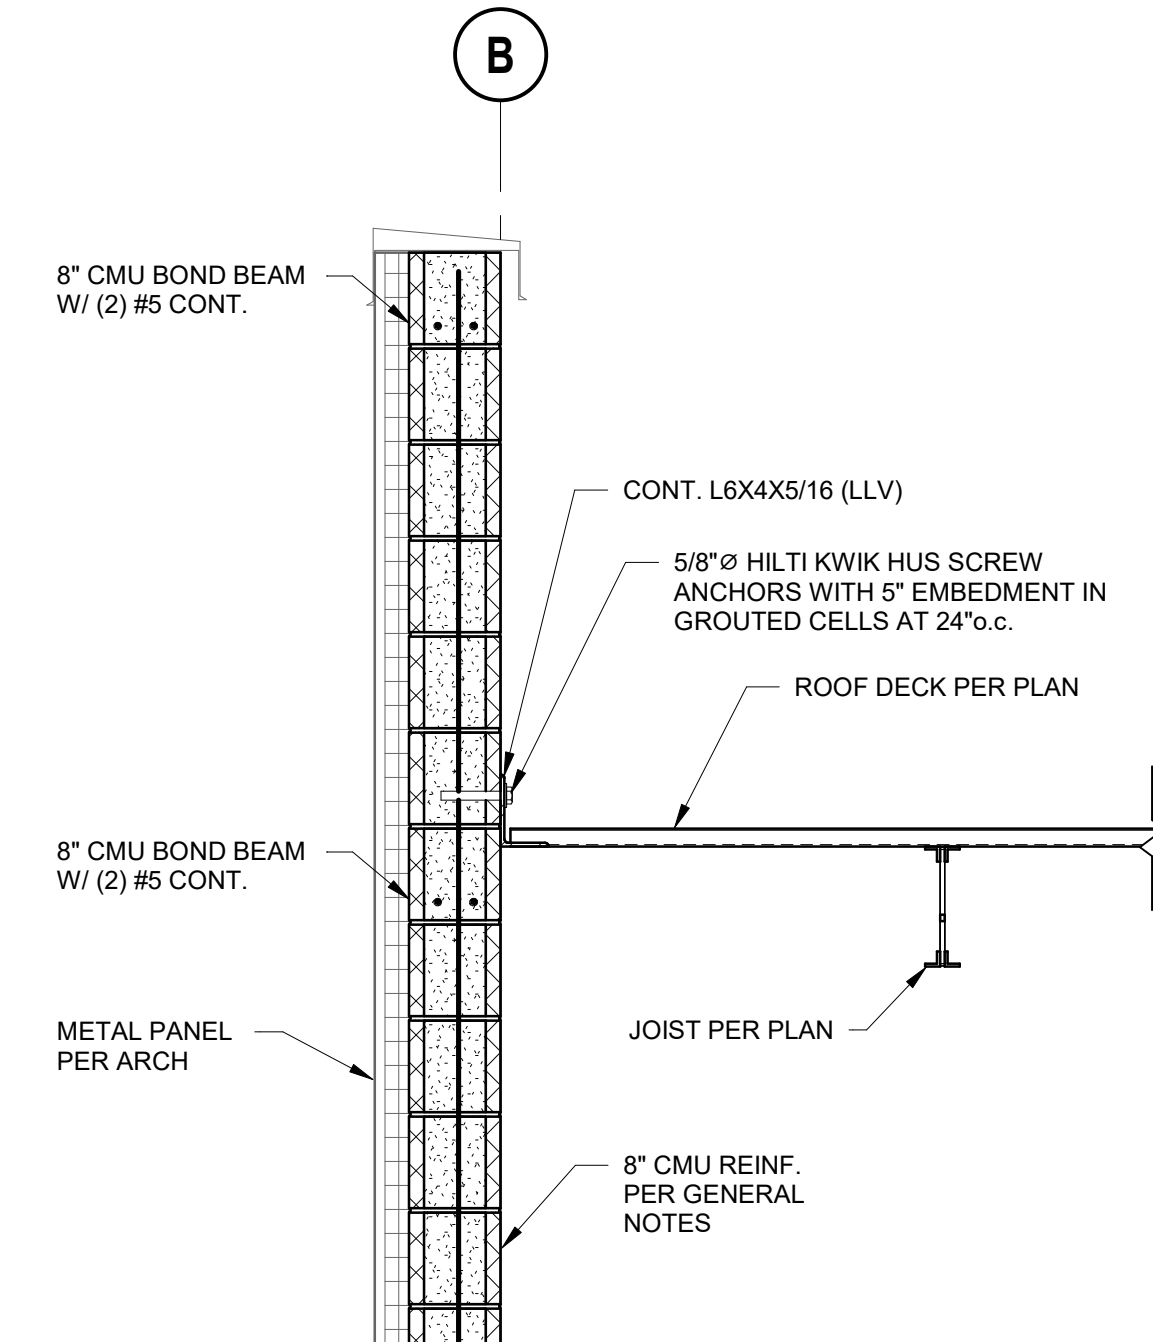 B
8" CMU BOND BEAM
W/ (2) #5 CONT.
CONT. L6X4X5/16 (LLV)
5/8"Ø HILTI KWIK HUS SCREW
ANCHORS WITH 5" EMBEDMENT IN
GROUTED CELLS AT 24"o.c.
ROOF DECK PER PLAN
8" CMU BOND BEAM
W/ (2) #5 CONT.
METAL PANEL
PER ARCH
JOIST PER PLAN
8" CMU REINF.
PER GENERAL
NOTES